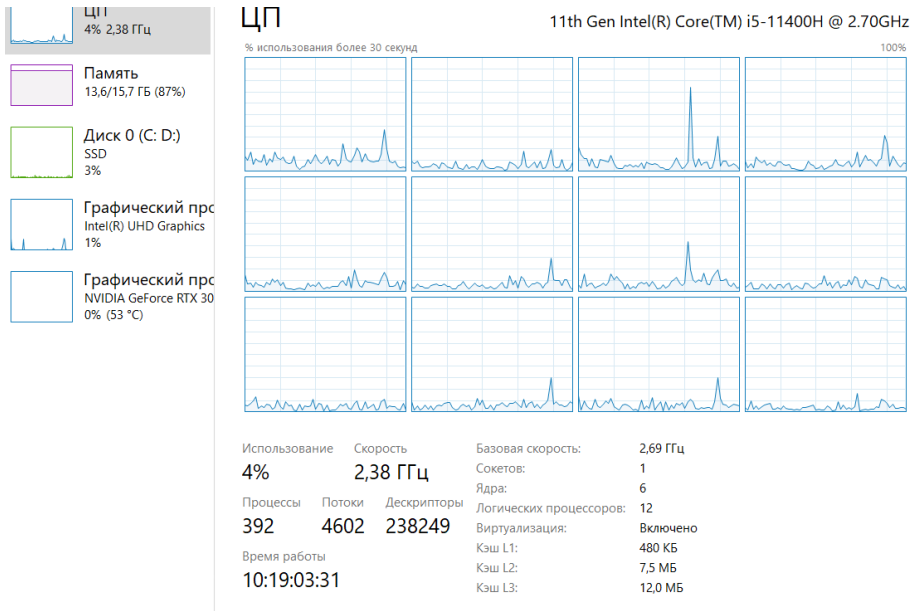 ЦП
4% 2,38 ГГц
Память
13,6/15,7 ГБ (87%)
Диск 0 (C: D:)
SSD
3%
Графический прo
Intel(R) UHD Graphics
1%
Графический прo
NVIDIA GeForce RTX 30
0% (53 °C)
ЦП
11th Gen Intel(R) Core(TM) i5-11400H @ 2.70GHz
% использования более 30 секунд
100%
Использование
Скорость
4%
2,38 ГГц
Процессы
Потоки
Дескрипторы
392
4602
238249
Время работы
10:19:03:31
Базовая скорость:
2,69 ГГц
Сокетов:
1
Ядра:
6
Логических процессоров:
12
Виртуализация:
Включено
Кэш L1:
480 КБ
Кэш L2:
7,5 МБ
Кэш L3:
12,0 МБ